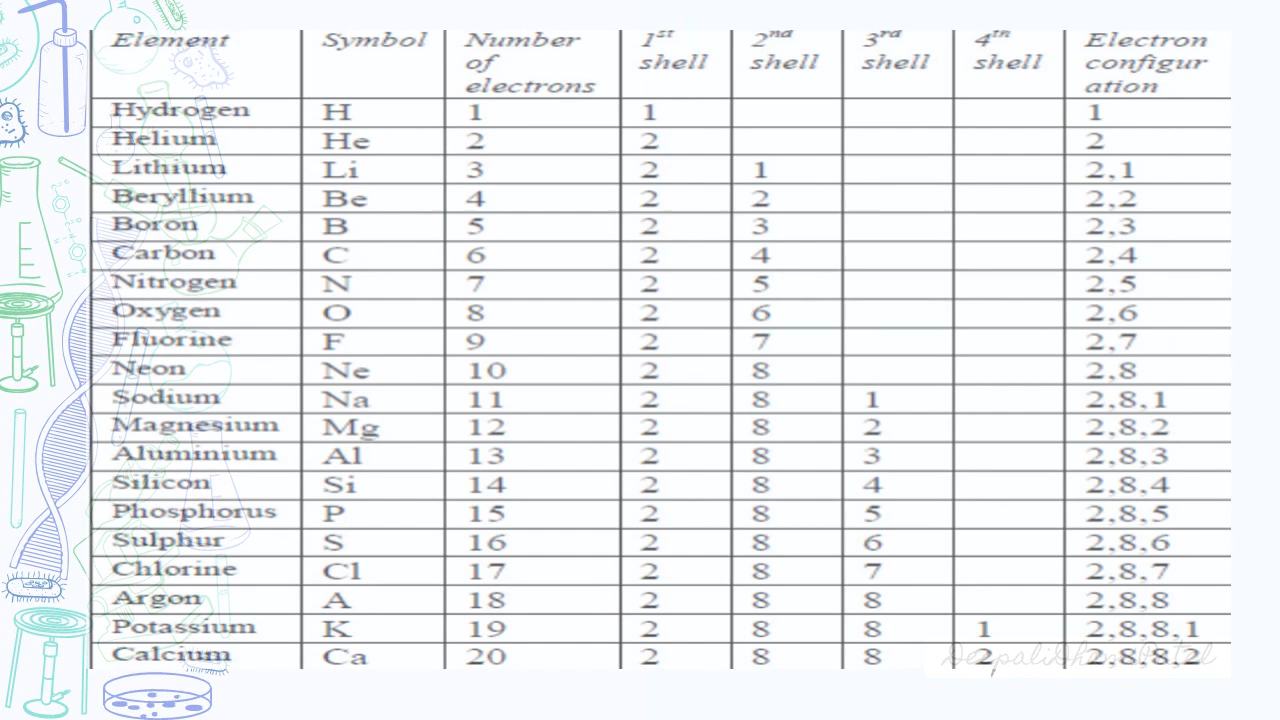 Element Symbol Number of electrons 1st shell 2nd shell 3rd shell 4th shell Electron configur ation
Hydrogen H 1 1 1
Helium He 2 2 2
Lithium Li 3 2 1 2,1
Beryllium Be 4 2 2 2,2
Boron B 5 2 3 2,3
Carbon C 6 2 4 2,4
Nitrogen N 7 2 5 2,5
Oxygen O 8 2 6 2,6
Fluorine F 9 2 7 2,7
Neon Ne 10 2 8 2,8
Sodium Na 11 2 8 1 2,8,1
Magnesium Mg 12 2 8 2 2,8,2
Aluminium Al 13 2 8 3 2,8,3
Silicon Si 14 2 8 4 2,8,4
Phosphorus P 15 2 8 5 2,8,5
Sulphur S 16 2 8 6 2,8,6
Chlorine Cl 17 2 8 7 2,8,7
Argon A 18 2 8 8 2,8,8
Potassium K 19 2 8 8 1 2,8,8,1
Calcium Ca 20 2 8 8 2 2,8,8,2